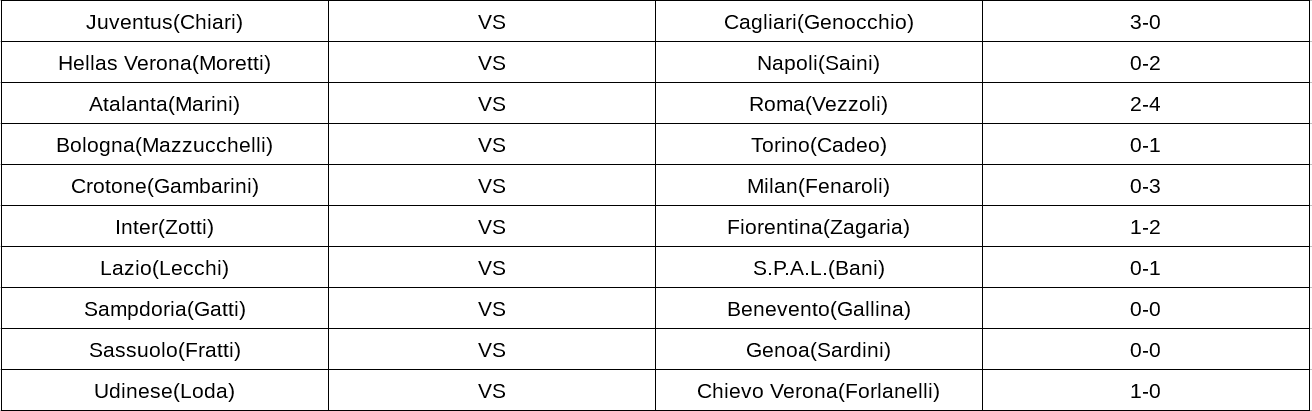 Juventus(Chiari) VS Cagliari(Genocchio) 3-0
Hellas Verona(Moretti) VS Napoli(Saini) 0-2
Atalanta(Marini) VS Roma(Vezzoli) 2-4
Bologna(Mazzucchelli) VS Torino(Cadeo) 0-1
Crotone(Gambarini) VS Milan(Fenaroli) 0-3
Inter(Zotti) VS Fiorentina(Zagaria) 1-2
Lazio(Lecchi) VS S.P.A.L.(Bani) 0-1
Sampdoria(Gatti) VS Benevento(Gallina) 0-0
Sassuolo(Fratti) VS Genoa(Sardini) 0-0
Udinese(Loda) VS Chievo Verona(Forlanelli) 1-0